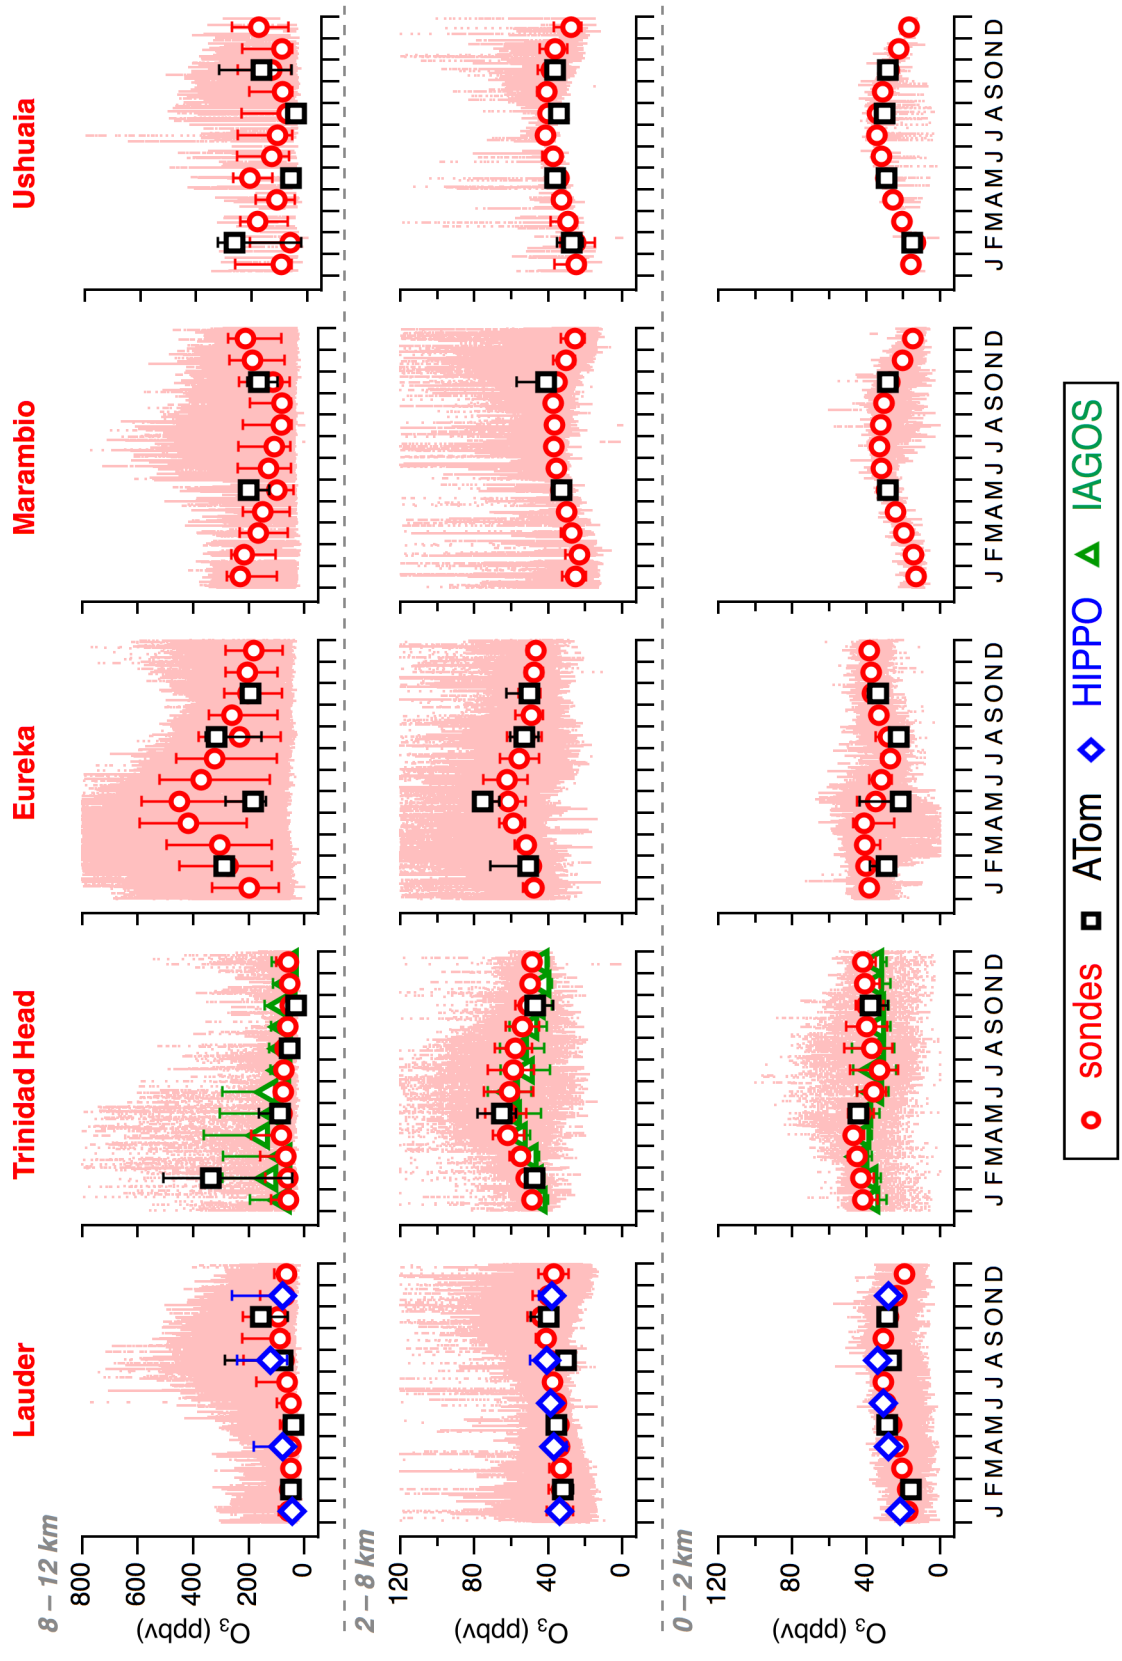 Lauder
Trinidad Head
Eureka
Marambio
Ushuaia
8 – 12 km
O₃ (ppbv)
800
600
400
200
0
2 – 8 km
O₃ (ppbv)
120
80
40
0
0 – 2 km
O₃ (ppbv)
120
80
40
0
J F M A M J J A S O N D
J F M A M J J A S O N D
J F M A M J J A S O N D
J F M A M J J A S O N D
J F M A M J J A S O N D
sondes
ATom
HIPPO
IAGOS